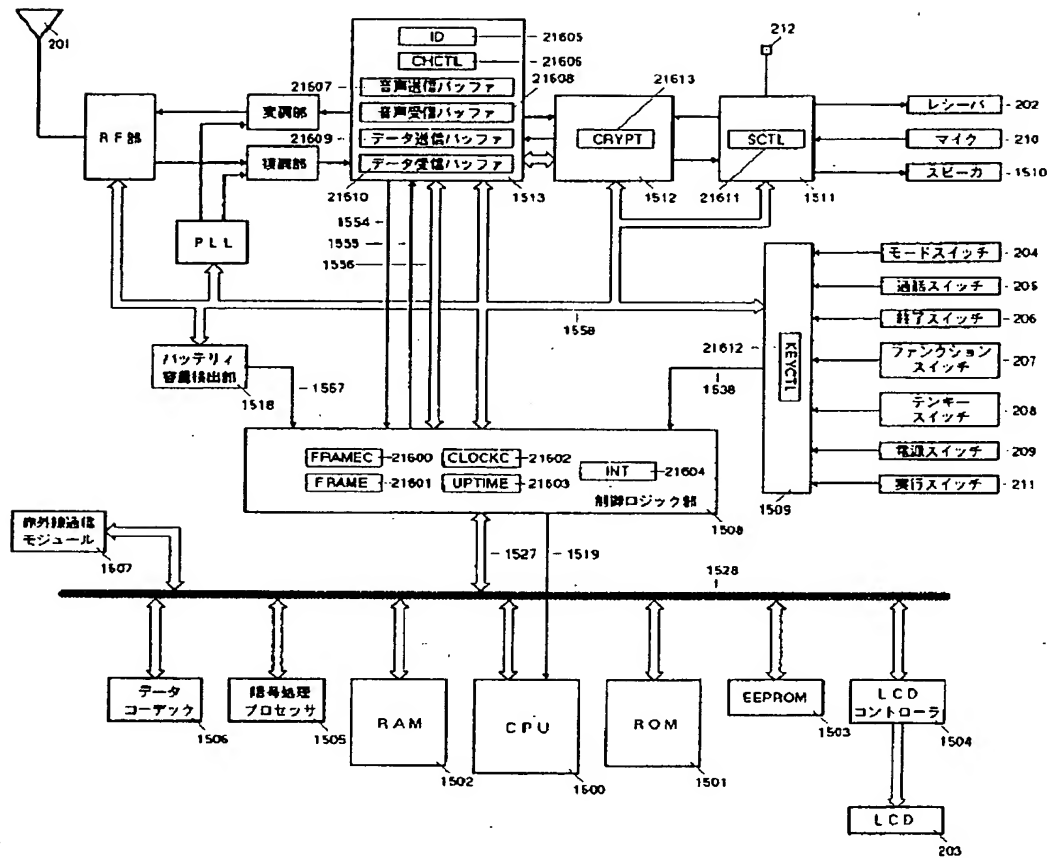 201
ID
21605
CHCTL
21606
21607
音声送信バッファ
21608
音声受信バッファ
21609
データ送信バッファ
21610
データ受信バッファ
1513
変調部
復調部
RF部
PLL
21613
CRYPT
1512
212
SCTL
21611
1511
レシーバ
202
マイク
210
スピーカ
1510
1554
1555
1556
1558
モードスイッチ
204
通話スイッチ
205
終了スイッチ
206
ファンクション
スイッチ
207
テンキー
スイッチ
208
電源スイッチ
209
実行スイッチ
211
21612
KEYCTL
1538
1509
バッテリィ
容量検出部
1518
1557
FRAMEC
21600
CLOCKC
21602
FRAME
21601
UPTIME
21603
INT
21604
制御ロジック部
1508
赤外線通信
モジュール
1507
1527
1519
1528
データ
コーデック
1506
暗号処理
プロセッサ
1505
RAM
1502
CPU
1500
ROM
1501
EEPROM
1503
LCD
コントローラ
1504
LCD
203